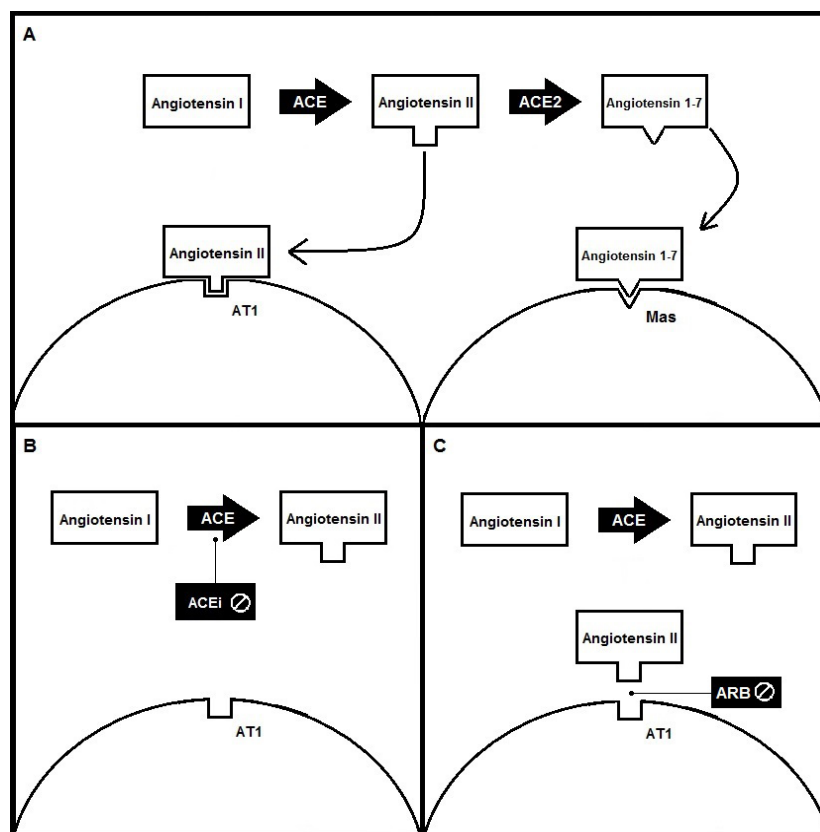 A
Angiotensin I
ACE
Angiotensin II
ACE2
Angiotensin 1-7
Angiotensin II
AT1
Angiotensin 1-7
Mas
B
Angiotensin I
ACE
Angiotensin II
ACEi
AT1
C
Angiotensin I
ACE
Angiotensin II
Angiotensin II
ARB
AT1